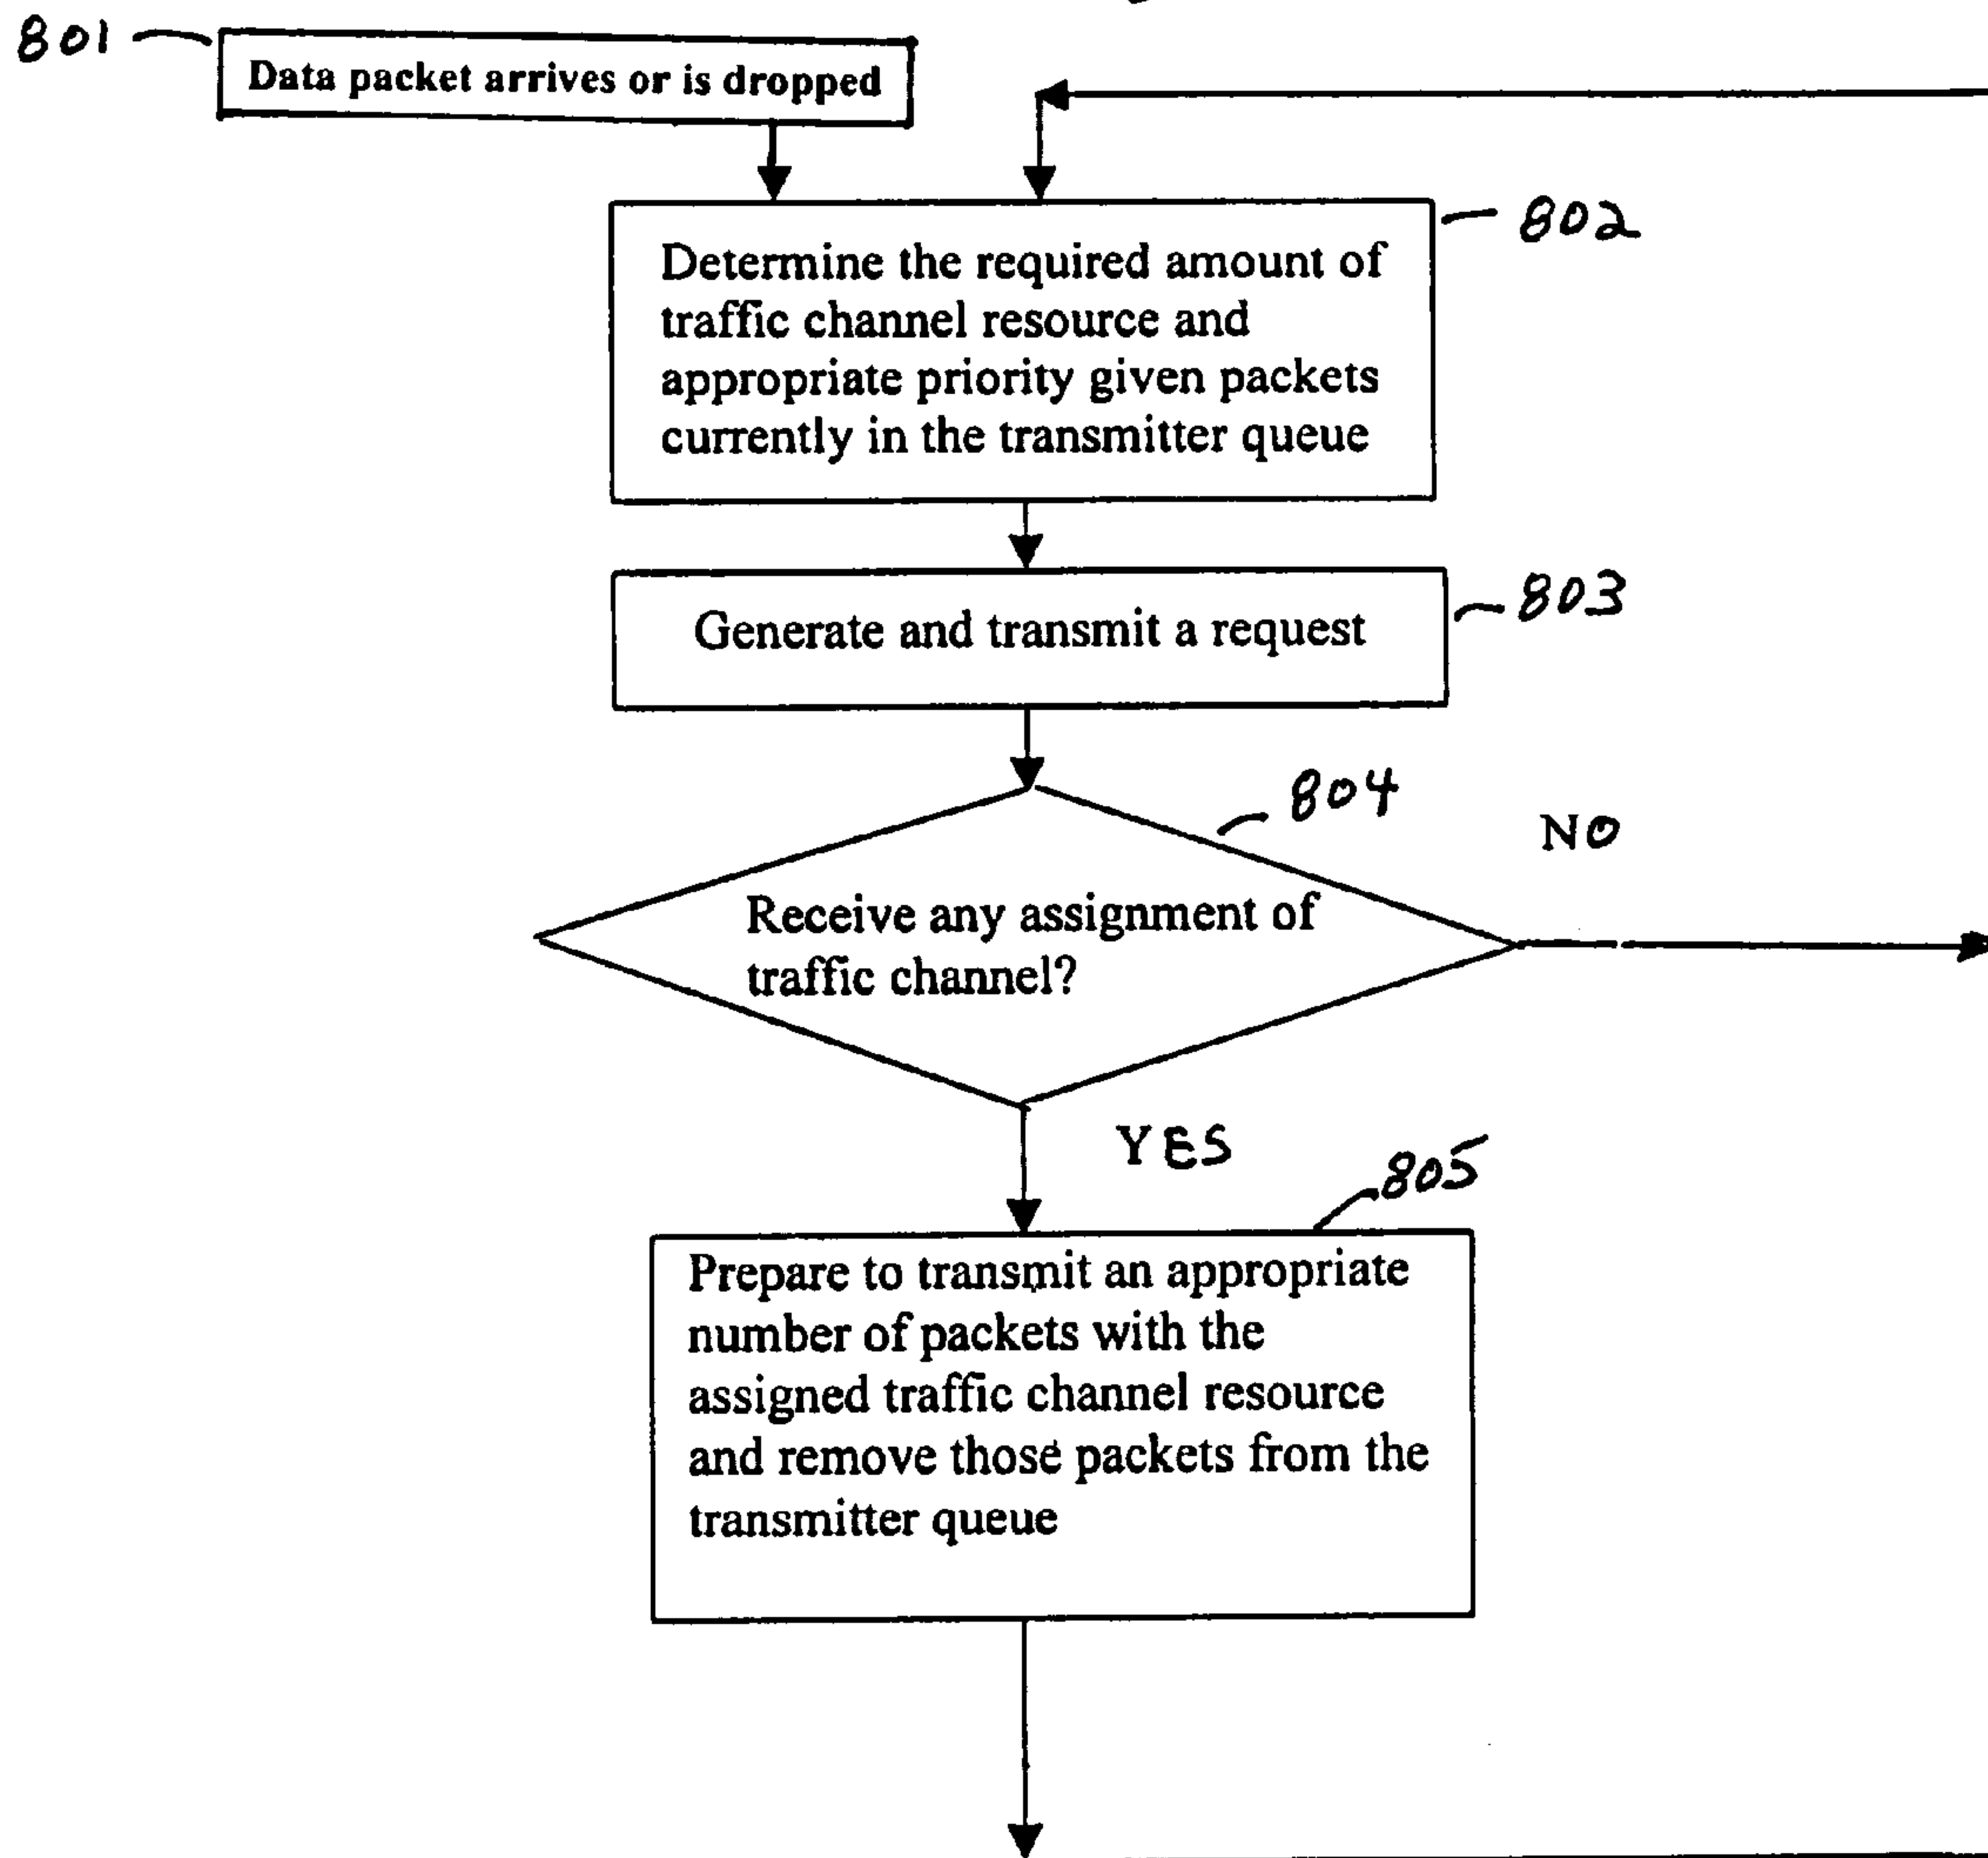 801
Data packet arrives or is dropped
802
Determine the required amount of
traffic channel resource and
appropriate priority given packets
currently in the transmitter queue
803
Generate and transmit a request
804
NO
Receive any assignment of
traffic channel?
YES
805
Prepare to transmit an appropriate
number of packets with the
assigned traffic channel resource
and remove those packets from the
transmitter queue